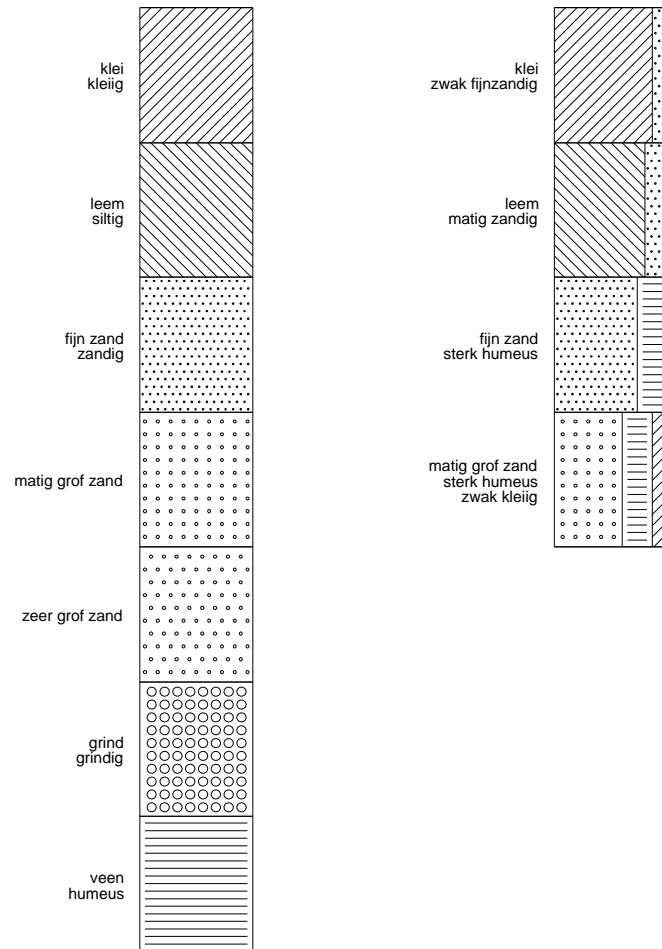 klei
kleiig
leem
siltig
fijn zand
zandig
matig grof zand
zeer grof zand
grind
grindig
veen
humeus
klei
zwak fijnzandig
leem
matig zandig
fijn zand
sterk humeus
matig grof zand
sterk humeus
zwak kleiig